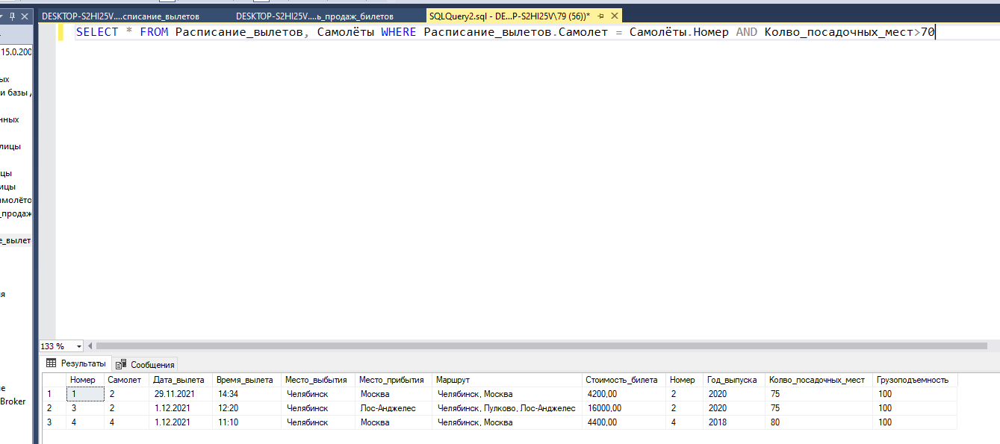 DESKTOP-S2HI25V....списание_вылетов DESKTOP-S2HI25V....ь_продаж_билетов SQLQuery2.sql - DE...P-S2HI25V\79 (56))*
SELECT * FROM Расписание_вылетов, Самолёты WHERE Расписание_вылетов.Самолет = Самолёты.Номер AND Колво_посадочных_мест>70
15.0.200
ых
и базы д
нных
лицы
цы
ицы
амолёто
_продаж
е_вылет
ия
ие
Broker
133 %
Результаты Сообщения
Номер Самолет Дата_вылета Время_вылета Место_выбытия Место_прибытия Маршрут Стоимость_билета Номер Год_выпуска Колво_посадочных_мест Грузоподъемность
1 1 2 29.11.2021 14:34 Челябинск Москва Челябинск, Москва 4200,00 2 2020 75 100
2 3 2 1.12.2021 12:20 Челябинск Лос-Анджелес Челябинск, Пулково, Лос-Анджелес 16000,00 2 2020 75 100
3 4 4 1.12.2021 11:10 Челябинск Москва Челябинск, Москва 4400,00 4 2018 80 100